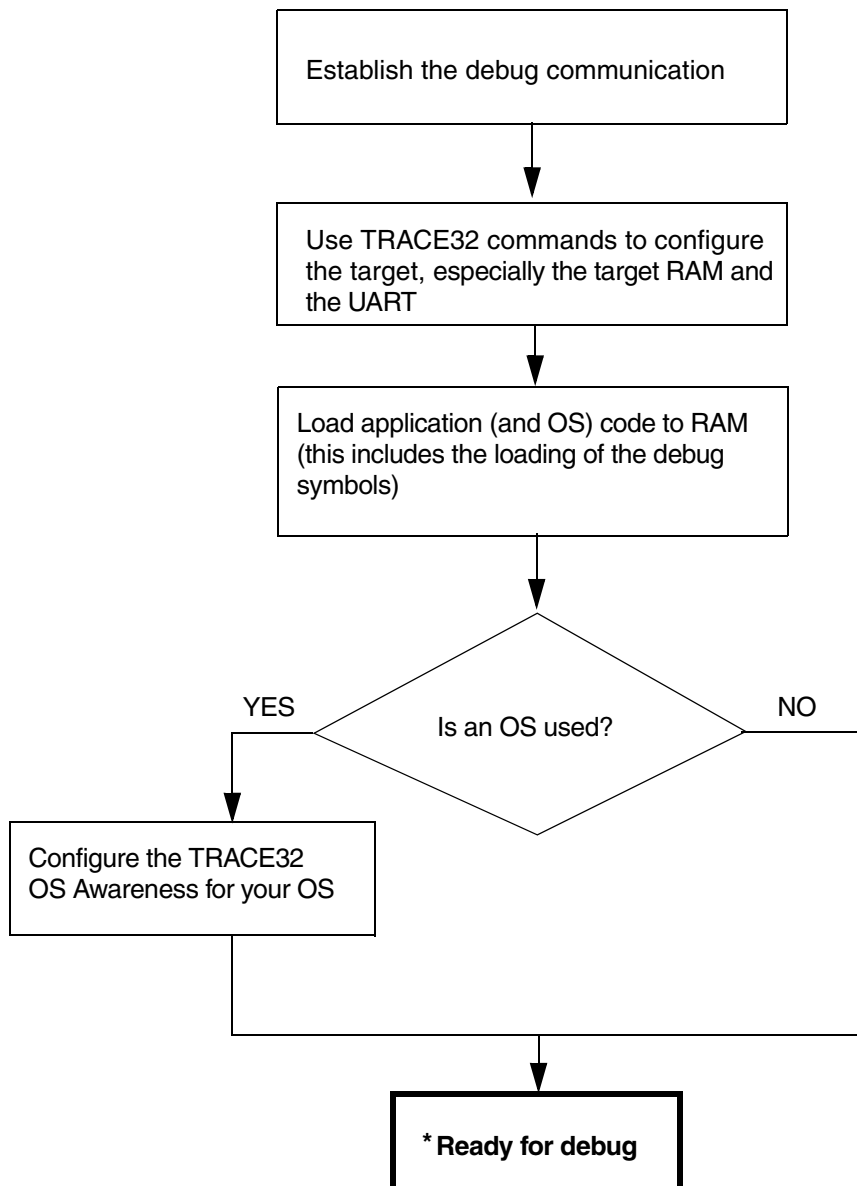 Establish the debug communication
Use TRACE32 commands to configure
the target, especially the target RAM and
the UART
Load application (and OS) code to RAM
(this includes the loading of the debug
symbols)
YES
Is an OS used?
NO
Configure the TRACE32
OS Awareness for your OS
* Ready for debug